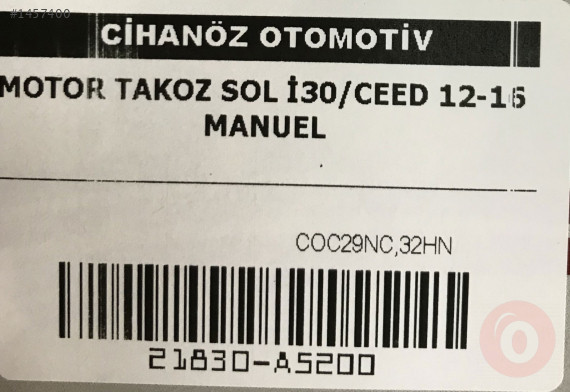 #1457400
CİHANÖZ OTOMOTİV
MOTOR TAKOZ SOL İ30/CEED 12-16
MANUEL
COC29NC,32HN
21830-A5200